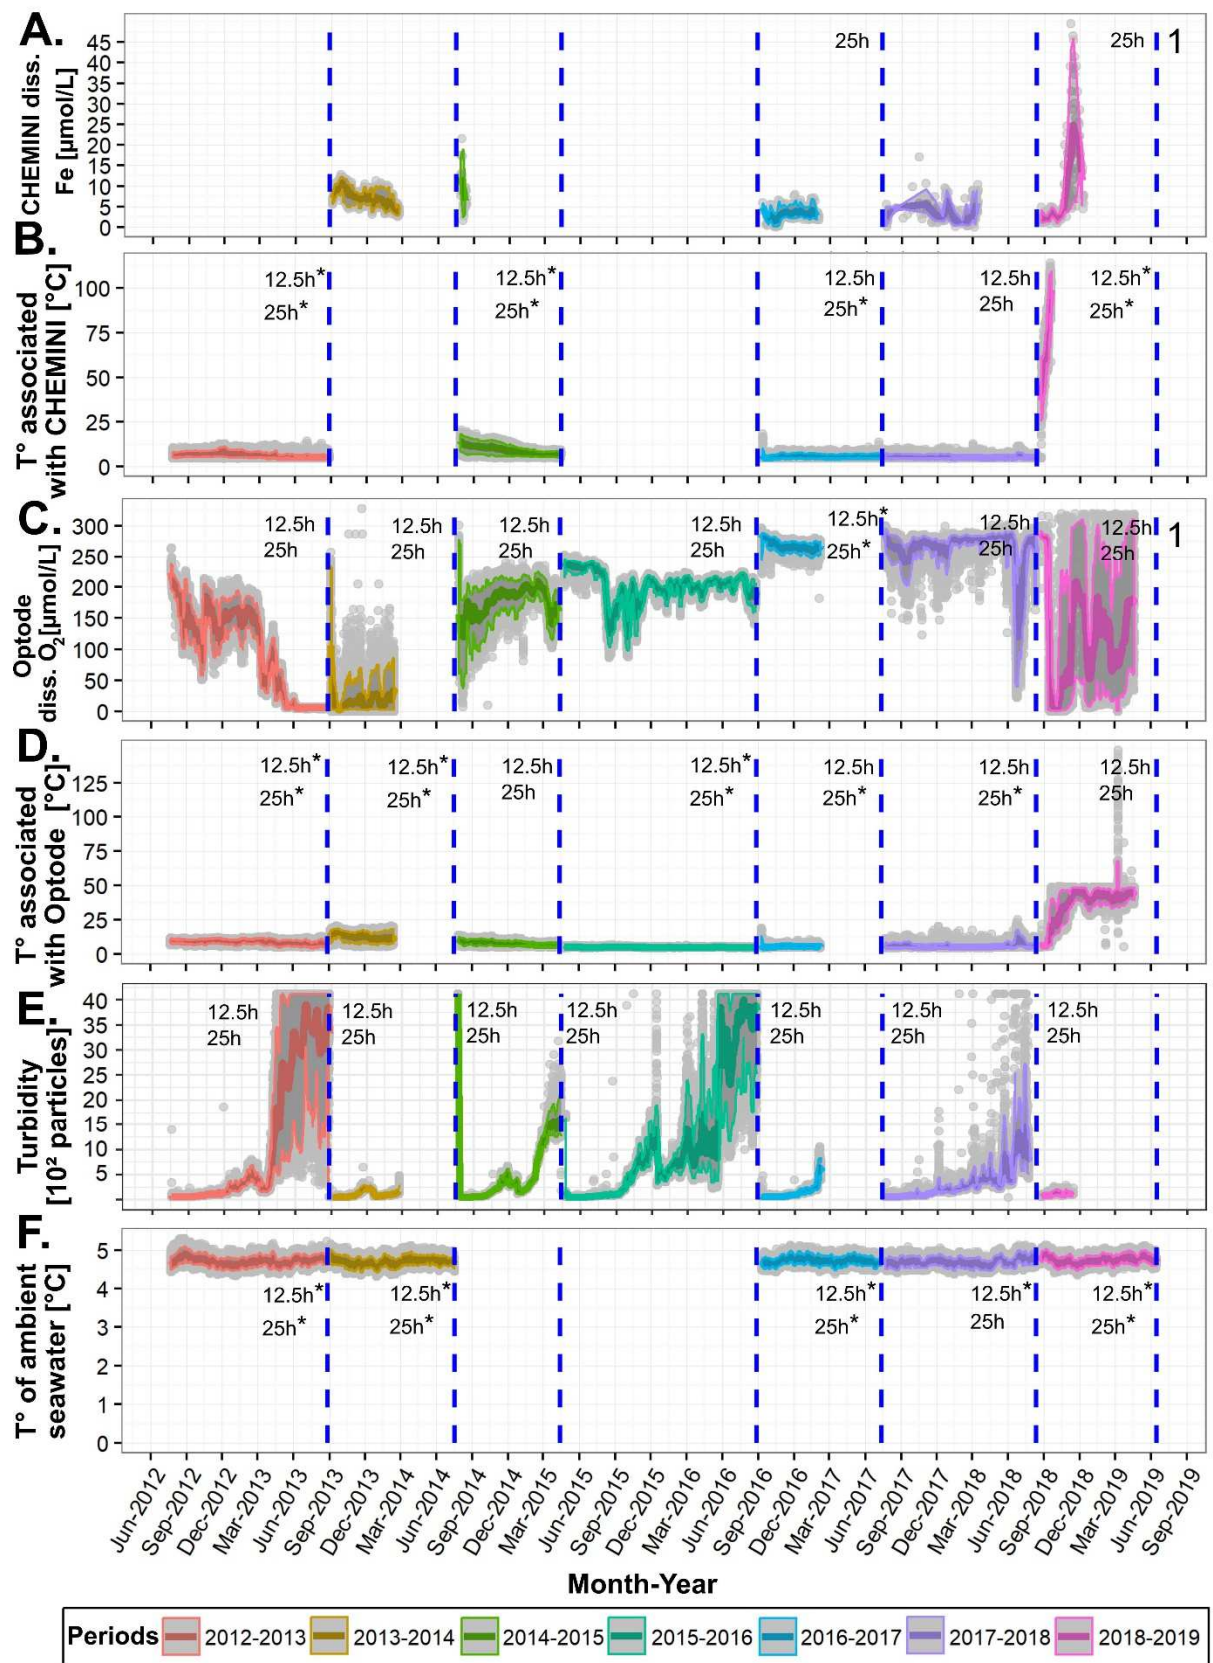 A.
CHEMINI diss.
Fe [µmol/L]
45
40
35
30
25
20
15
10
5
0
25h
25h
1
B.
T° associated
with CHEMINI [°C]
100
75
50
25
0
12.5h*
25h*
12.5h*
25h*
12.5h
25h*
12.5h
25h
12.5h*
25h*
C.
Optode
diss. O₂[µmol/L]
300
250
200
150
100
50
0
12.5h
25h
12.5h
25h
12.5h
25h
12.5h
25h
12.5h*
25h*
12.5h
25h
12.5h
25h
1
D.
T° associated
with Optode [°C]
125
100
75
50
25
0
12.5h*
25h*
12.5h*
25h*
12.5h
25h
12.5h*
25h*
12.5h
25h*
12.5h
25h*
12.5h
25h
E.
Turbidity
[10² particles]
40
35
30
25
20
15
10
5
12.5h
25h
12.5h
25h
12.5h
25h
12.5h
25h
12.5h
25h
12.5h
25h
12.5h
25h
F.
T° of ambient
seawater [°C]
5
4
3
2
1
0
12.5h*
25h*
12.5h*
25h*
12.5h*
25h*
12.5h*
25h
12.5h*
25h*
Jun-2012
Sep-2012
Dec-2012
Mar-2013
Jun-2013
Sep-2013
Dec-2013
Mar-2014
Jun-2014
Sep-2014
Dec-2014
Mar-2015
Jun-2015
Sep-2015
Dec-2015
Mar-2016
Jun-2016
Sep-2016
Dec-2016
Mar-2017
Jun-2017
Sep-2017
Dec-2017
Mar-2018
Jun-2018
Sep-2018
Dec-2018
Mar-2019
Jun-2019
Sep-2019
Month-Year
Periods 2012-2013 2013-2014 2014-2015 2015-2016 2016-2017 2017-2018 2018-2019